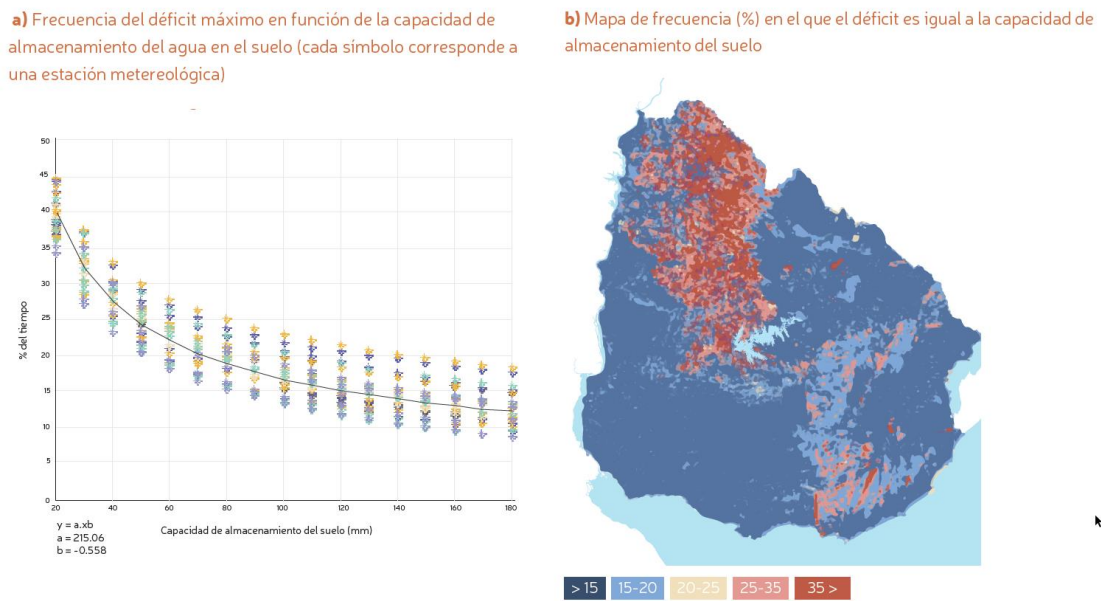 a) Frecuencia del déficit máximo en función de la capacidad de
almacenamiento del agua en el suelo (cada símbolo corresponde a
una estación metereológica)
50
45
40
35
30
25
20
15
10
5
0
% del tiempo
20 40 60 80 100 120 140 160 180
Capacidad de almacenamiento del suelo (mm)
y = a.xb
a = 215.06
b = -0.558
b) Mapa de frecuencia (%) en el que el déficit es igual a la capacidad de
almacenamiento del suelo
> 15 15-20 20-25 25-35 35 >